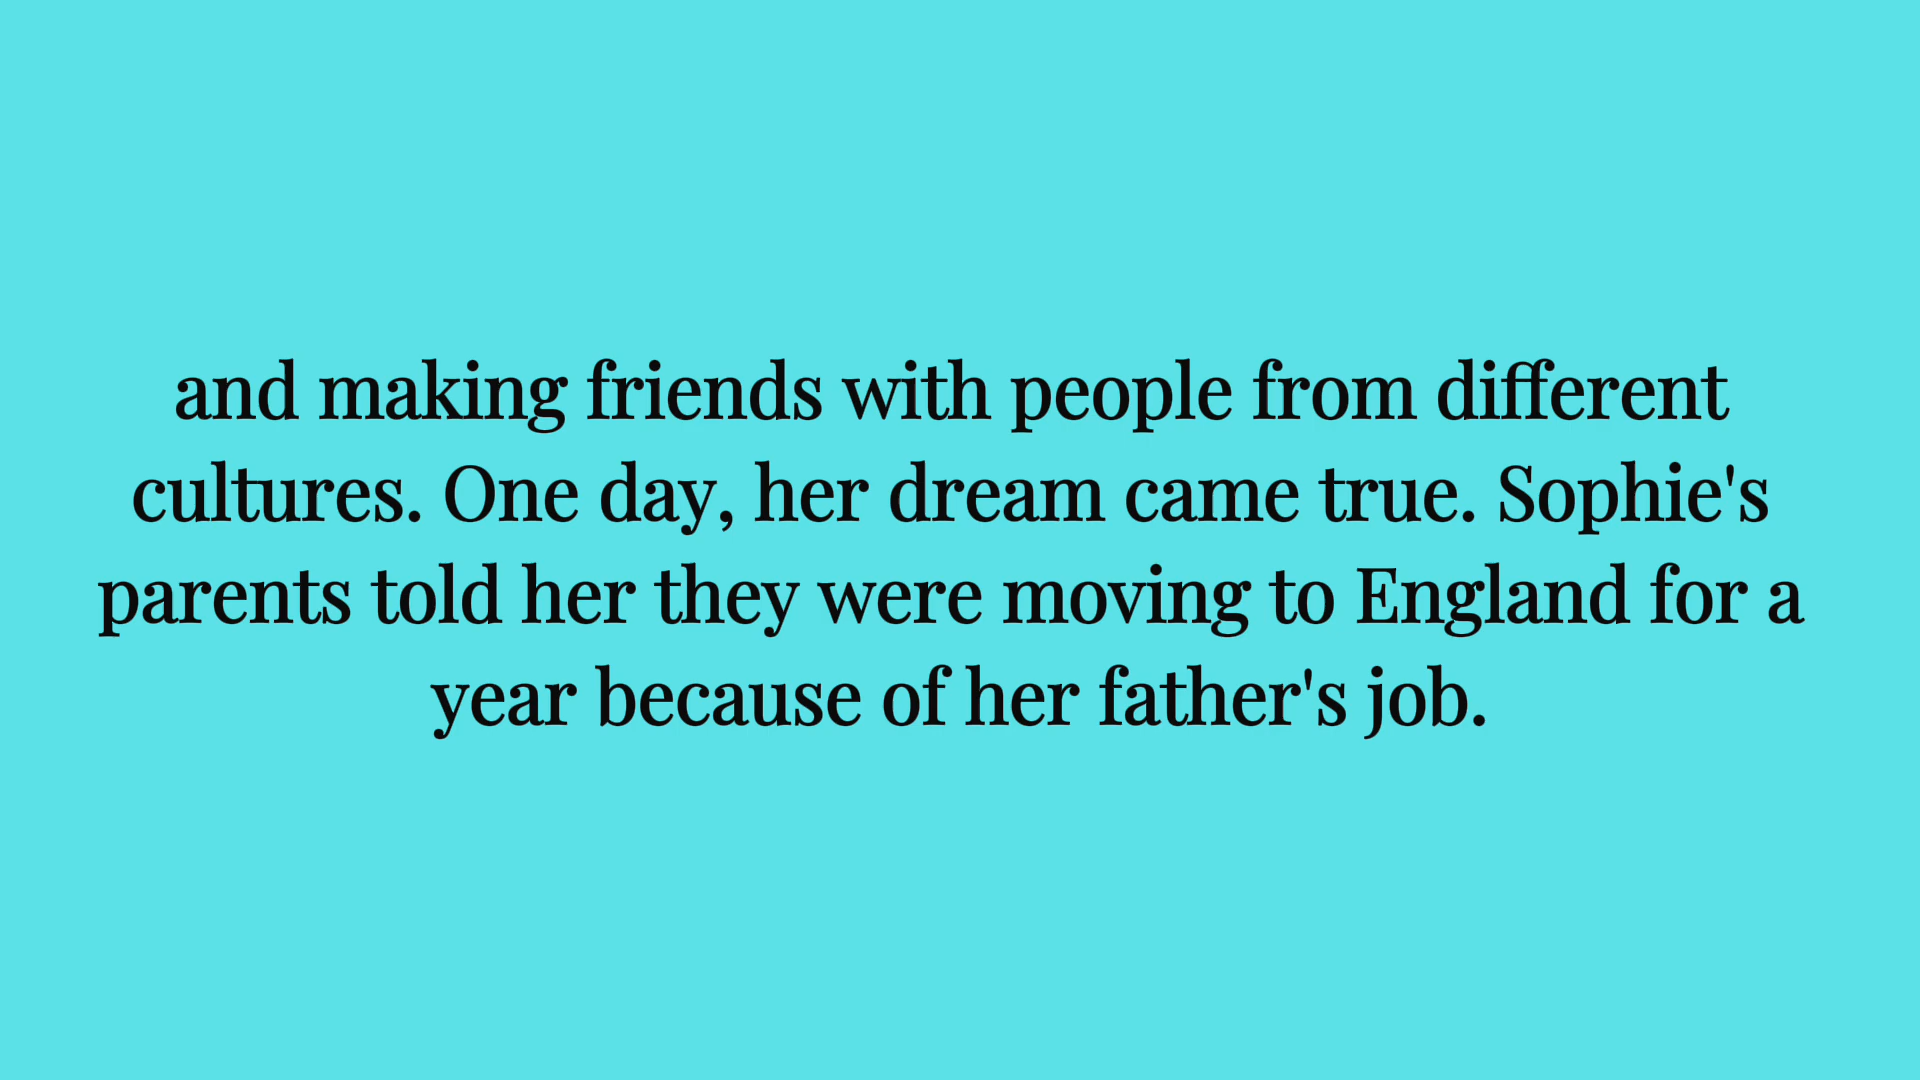 and making friends with people from different
cultures. One day, her dream came true. Sophie's
parents told her they were moving to England for a
year because of her father's job.